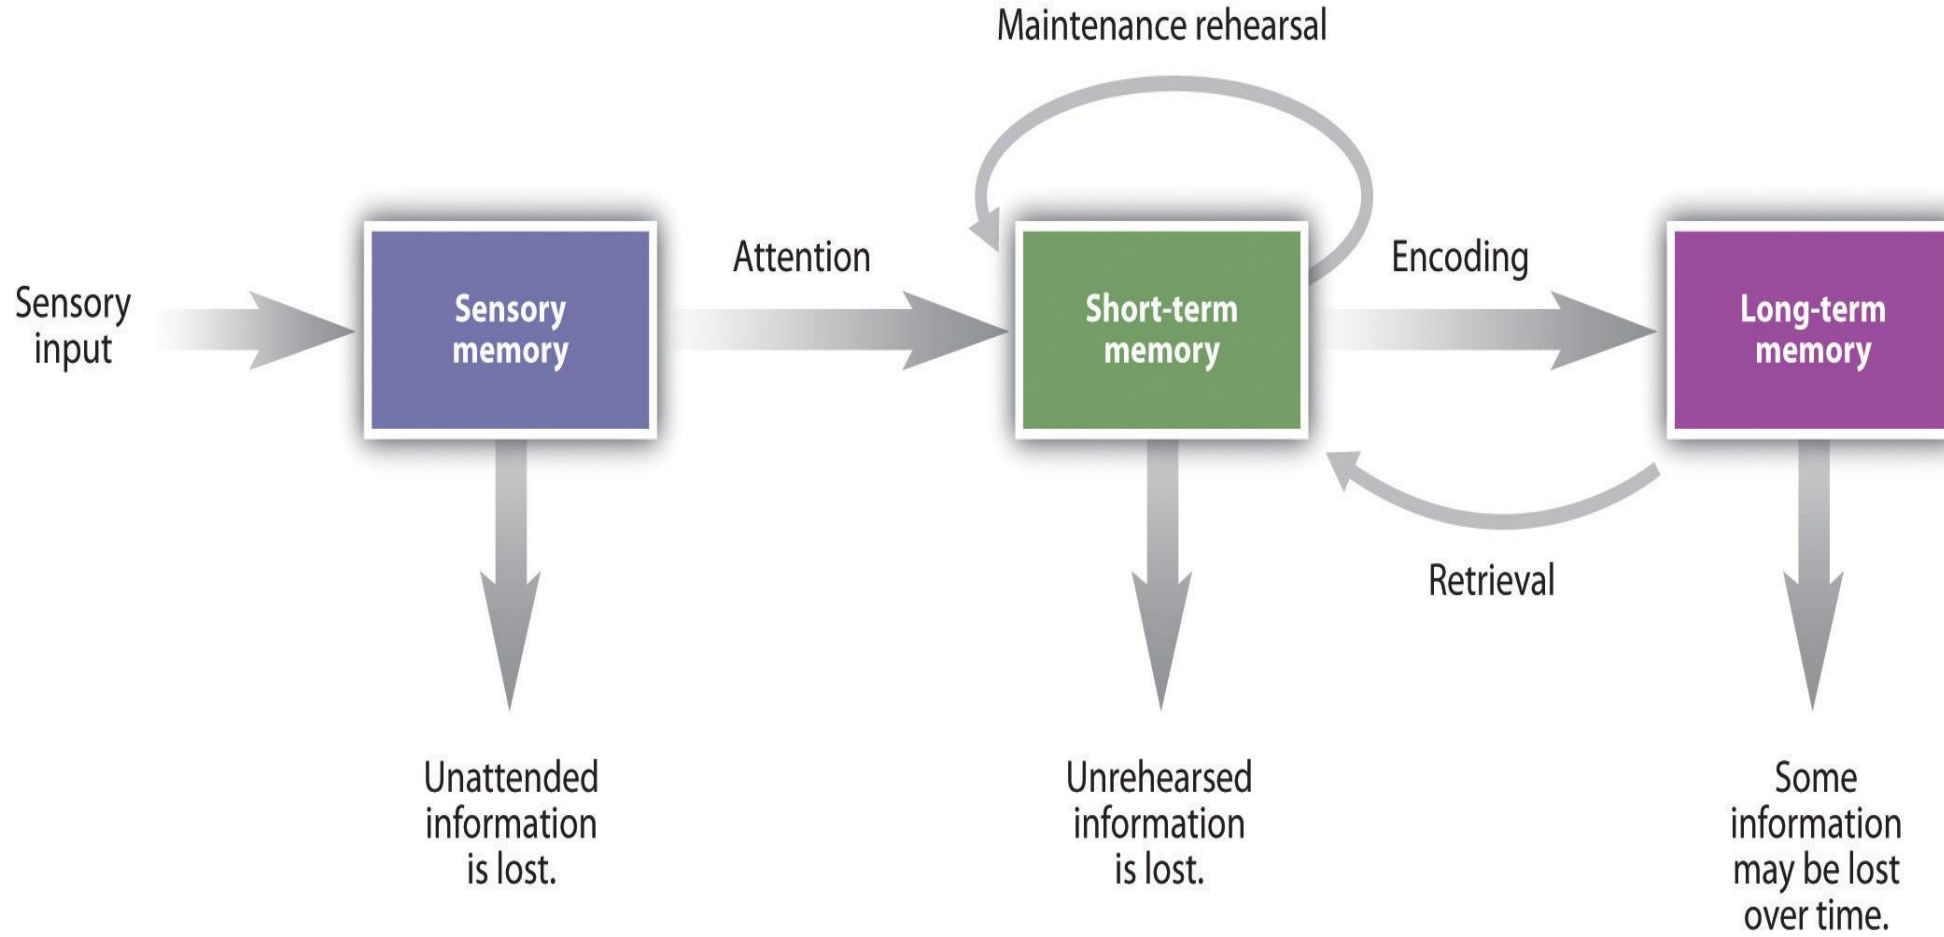 Maintenance rehearsal
Sensory
input
Sensory
memory
Attention
Short-term
memory
Encoding
Long-term
memory
Retrieval
Unattended
information
is lost.
Unrehearsed
information
is lost.
Some
information
may be lost
over time.